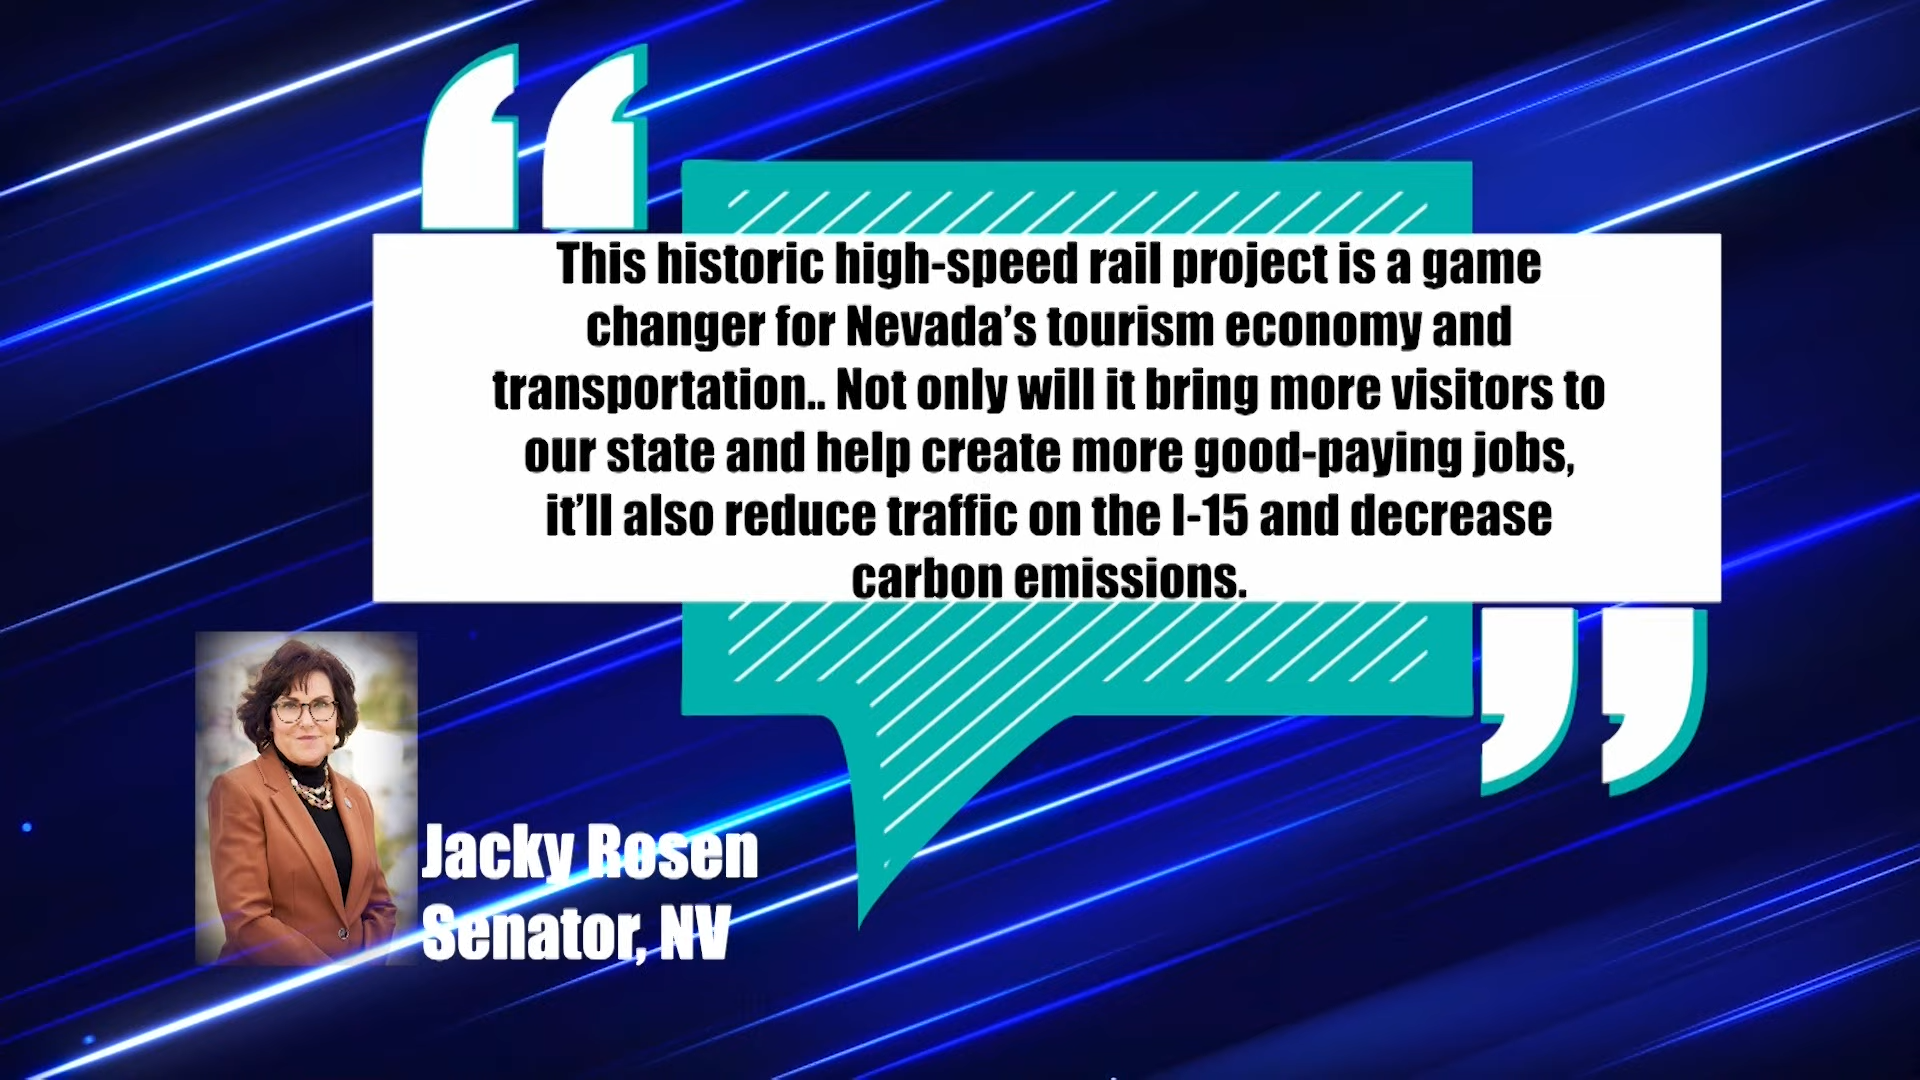 This historic high-speed rail project is a game
changer for Nevada’s tourism economy and
transportation.. Not only will it bring more visitors to
our state and help create more good-paying jobs,
it’ll also reduce traffic on the I-15 and decrease
carbon emissions.
Jacky Rosen
Senator, NV